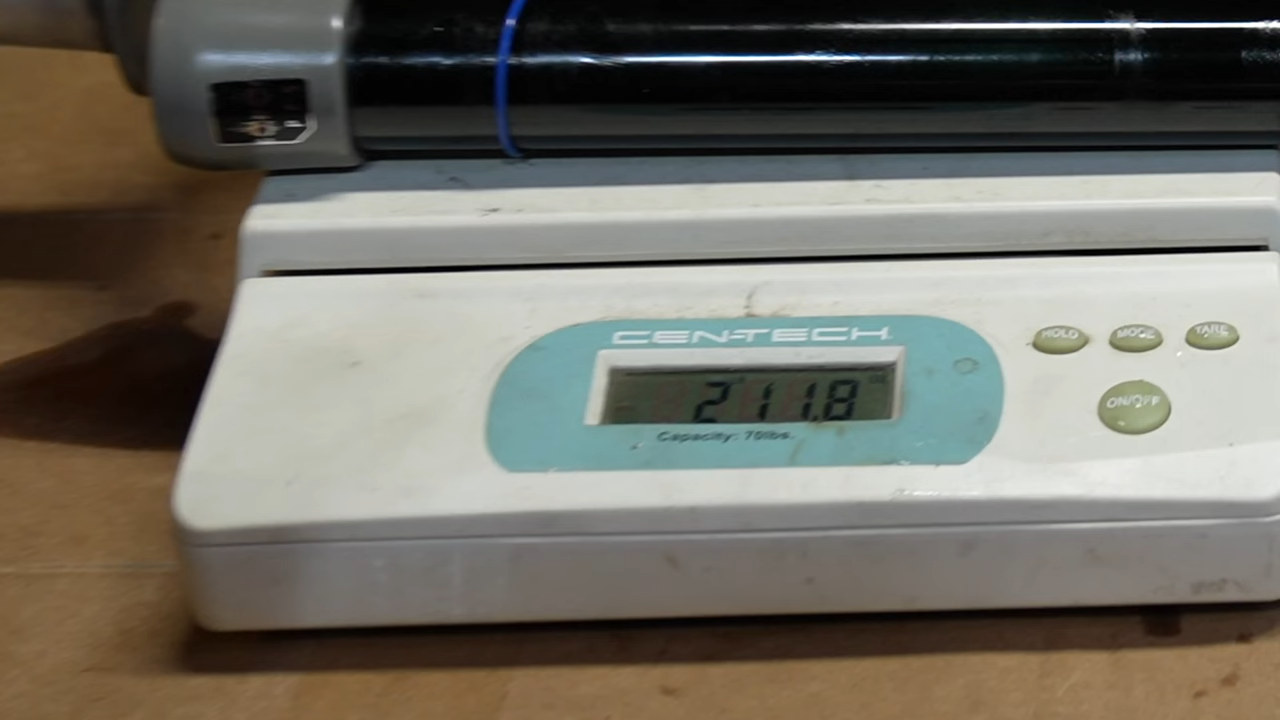 CEN-TECH
HOLD MODE TARE
211.8
ON/OFF
Capacity: 70lbs.